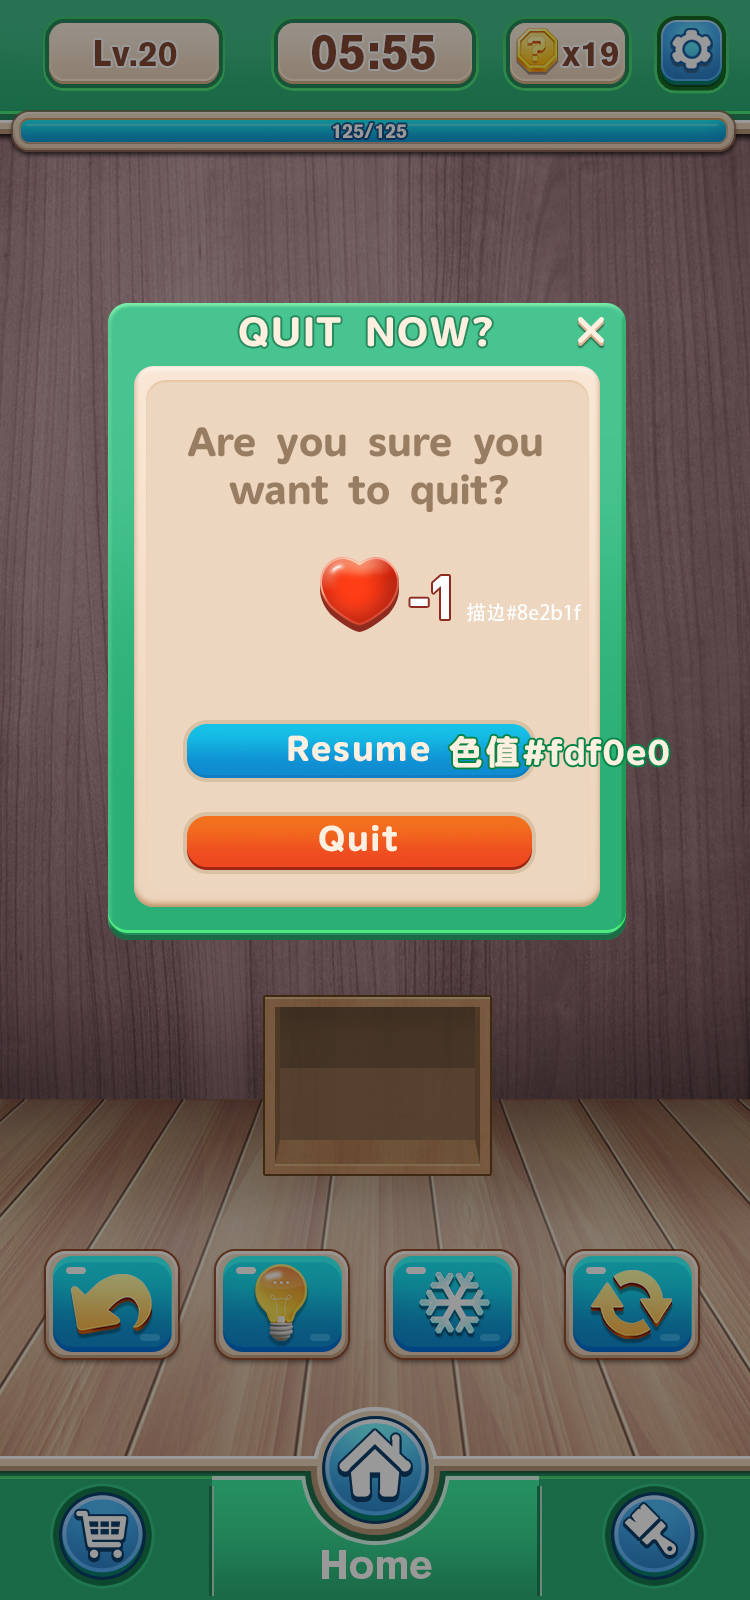 Lv.20
05:55
x19
125/125
QUIT NOW?
Are you sure you
want to quit?
-1
描边#8e2b1f
Resume
色值#fdf0e0
Quit
Home